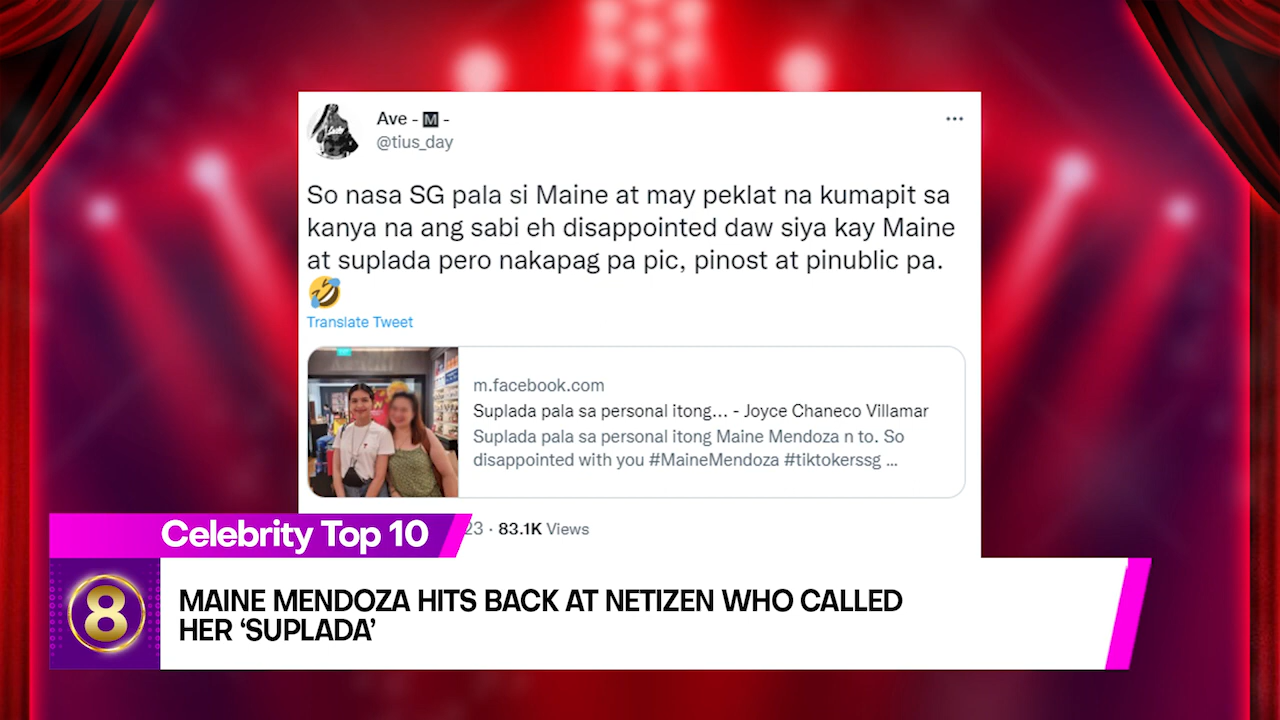 Ave - M -
@tius_day
So nasa SG pala si Maine at may peklat na kumapit sa
kanya na ang sabi eh disappointed daw siya kay Maine
at suplada pero nakapag pa pic, pinost at pinublic pa.
Translate Tweet
m.facebook.com
Suplada pala sa personal itong... - Joyce Chaneco Villamar
Suplada pala sa personal itong Maine Mendoza n to. So
disappointed with you #MaineMendoza #tiktokerssg ...
23 · 83.1K Views
Celebrity Top 10
8
MAINE MENDOZA HITS BACK AT NETIZEN WHO CALLED
HER ‘SUPLADA’